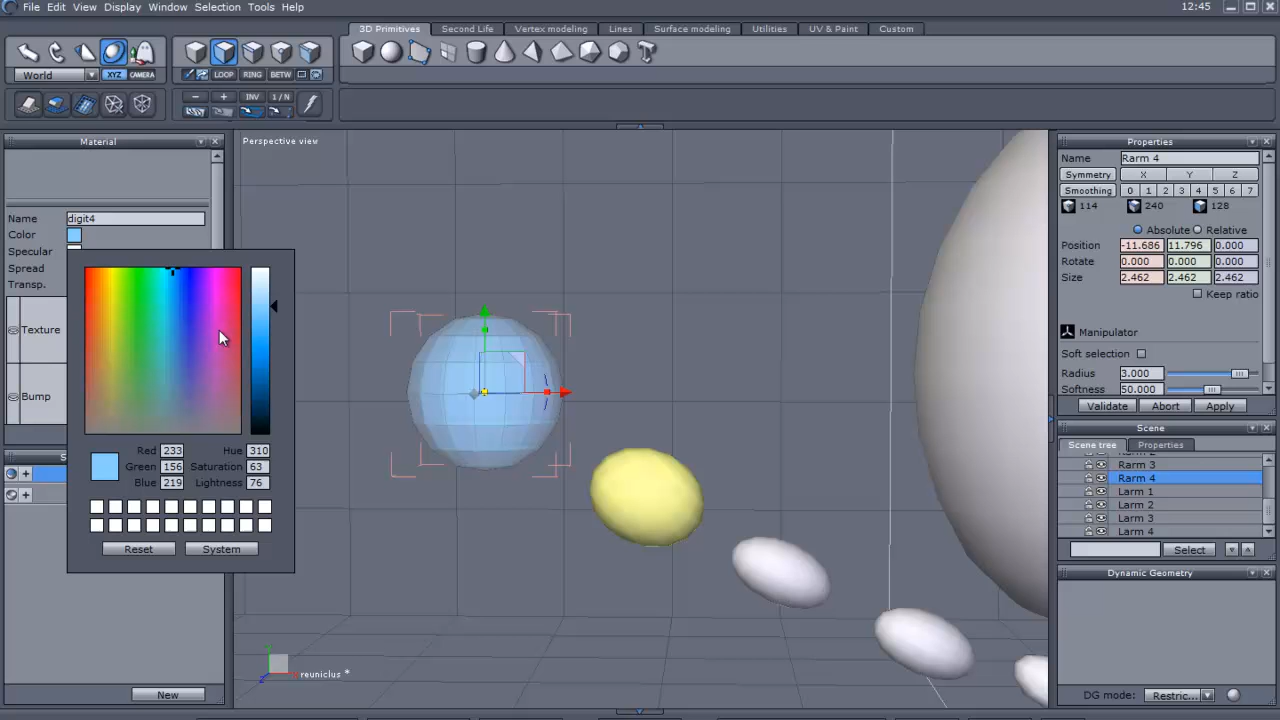 File Edit View Display Window Selection Tools Help
12:45
3D Primitives Second Life Vertex modeling Lines Surface modeling Utilities UV & Paint Custom
World XYZ CAMERA
LOOP RING BETW
- + INV 1 / N
Material
Name digit4
Color
Specular
Spread
Transp.
Texture
Bump
Red 233 Hue 310
Green 156 Saturation 63
Blue 219 Lightness 76
Reset System
New
Perspective view
reuniclus *
Properties
Name Rarm 4
Symmetry X Y Z
Smoothing 0 1 2 3 4 5 6 7
114 240 128
Absolute Relative
Position -11.686 11.796 0.000
Rotate 0.000 0.000 0.000
Size 2.462 2.462 2.462
Keep ratio
Manipulator
Soft selection
Radius 3.000
Softness 50.000
Validate Abort Apply
Scene
Scene tree Properties
Rarm 3
Rarm 4
Larm 1
Larm 2
Larm 3
Larm 4
Select
Dynamic Geometry
DG mode: Restric...